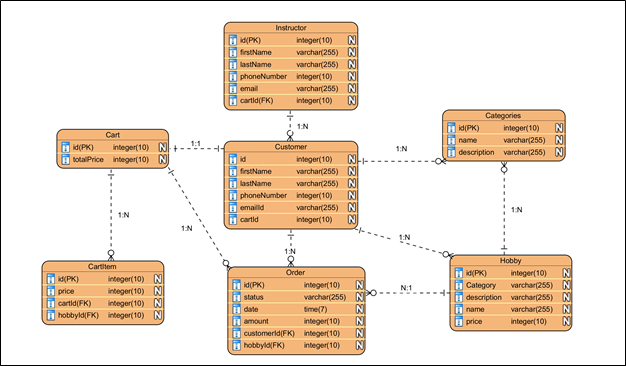 Instructor
id(PK) integer(10) N
firstName varchar(255) N
lastName varchar(255) N
phoneNumber integer(10) N
email varchar(255) N
cartId(FK) integer(10) N
1:N
Categories
id(PK) integer(10) N
name varchar(255) N
description varchar(255) N
Cart
id(PK) integer(10) N
totalPrice integer(10) N
1:1
Customer
id integer(10) N
firstName varchar(255) N
lastName varchar(255) N
phoneNumber integer(10) N
emailId varchar(255) N
cartId integer(10) N
1:N
1:N
1:N
1:N
1:N
1:N
CartItem
id(PK) integer(10) N
price integer(10) N
cartId(FK) integer(10) N
hobbyId(FK) integer(10) N
Order
id(PK) integer(10) N
status varchar(255) N
date time(7) N
amount integer(10) N
customerId(FK) integer(10) N
hobbyId(FK) integer(10) N
N:1
Hobby
id(PK) integer(10) N
Category varchar(255) N
description varchar(255) N
name varchar(255) N
price integer(10) N